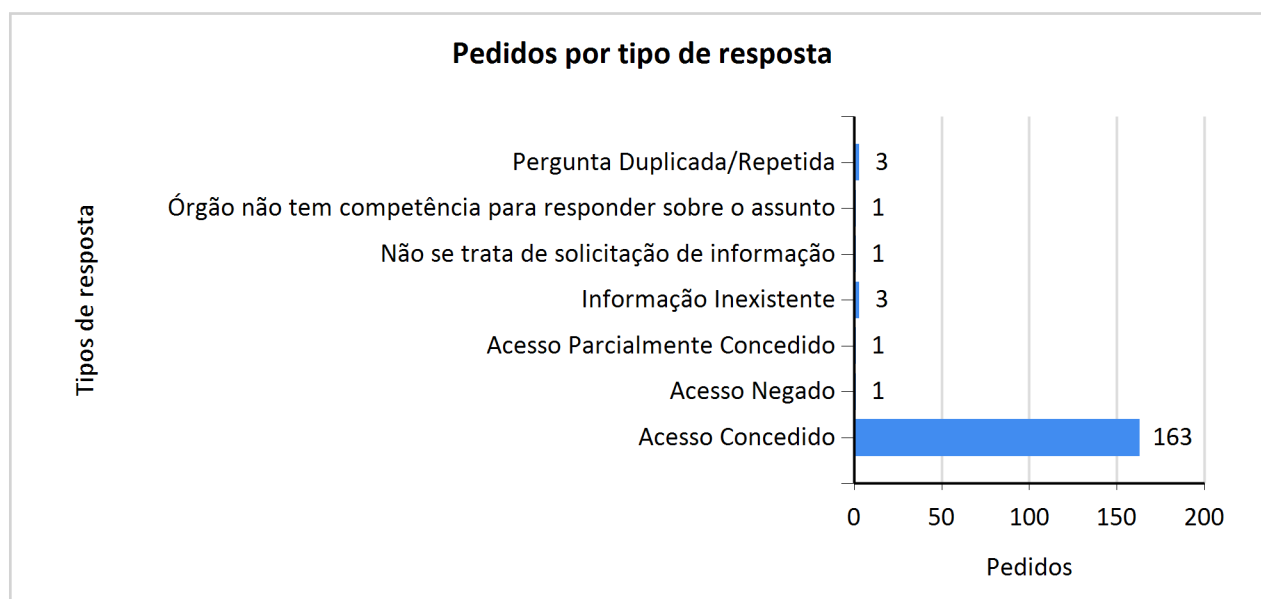 Pedidos por tipo de resposta
Tipos de resposta
Pergunta Duplicada/Repetida 3
Órgão não tem competência para responder sobre o assunto 1
Não se trata de solicitação de informação 1
Informação Inexistente 3
Acesso Parcialmente Concedido 1
Acesso Negado 1
Acesso Concedido 163
0 50 100 150 200
Pedidos